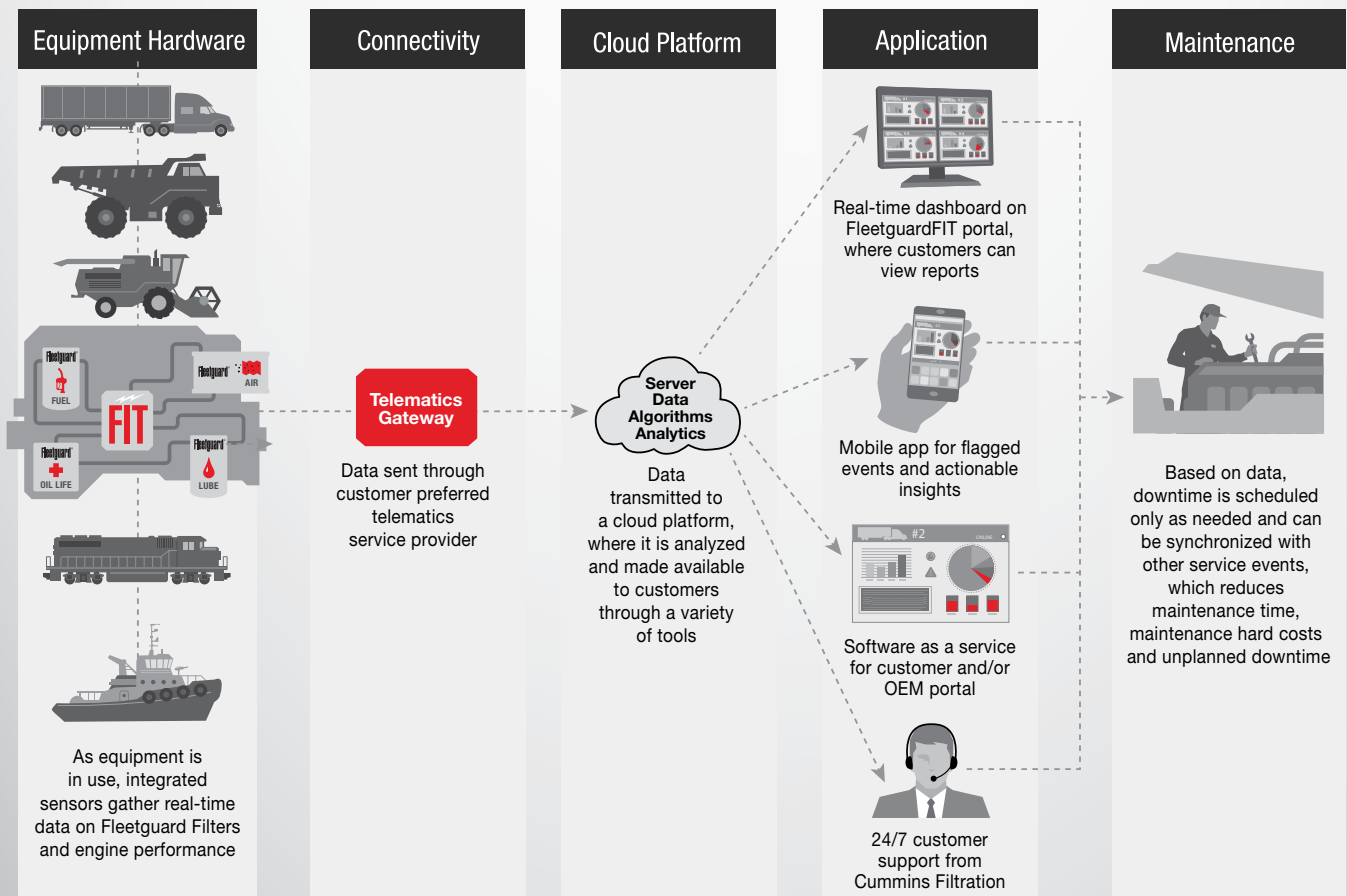 Equipment Hardware
Fleetguard
FUEL
Fleetguard
AIR
FIT
Fleetguard
OIL LIFE
Fleetguard
LUBE
As equipment is
in use, integrated
sensors gather real-time
data on Fleetguard Filters
and engine performance
Connectivity
Telematics
Gateway
Data sent through
customer preferred
telematics
service provider
Cloud Platform
Server
Data
Algorithms
Analytics
Data
transmitted to
a cloud platform,
where it is analyzed
and made available
to customers
through a variety
of tools
Application
Real-time dashboard on
FleetguardFIT portal,
where customers can
view reports
Mobile app for flagged
events and actionable
insights
#2
ONLINE
Software as a service
for customer and/or
OEM portal
24/7 customer
support from
Cummins Filtration
Maintenance
Based on data,
downtime is scheduled
only as needed and can
be synchronized with
other service events,
which reduces
maintenance time,
maintenance hard costs
and unplanned downtime